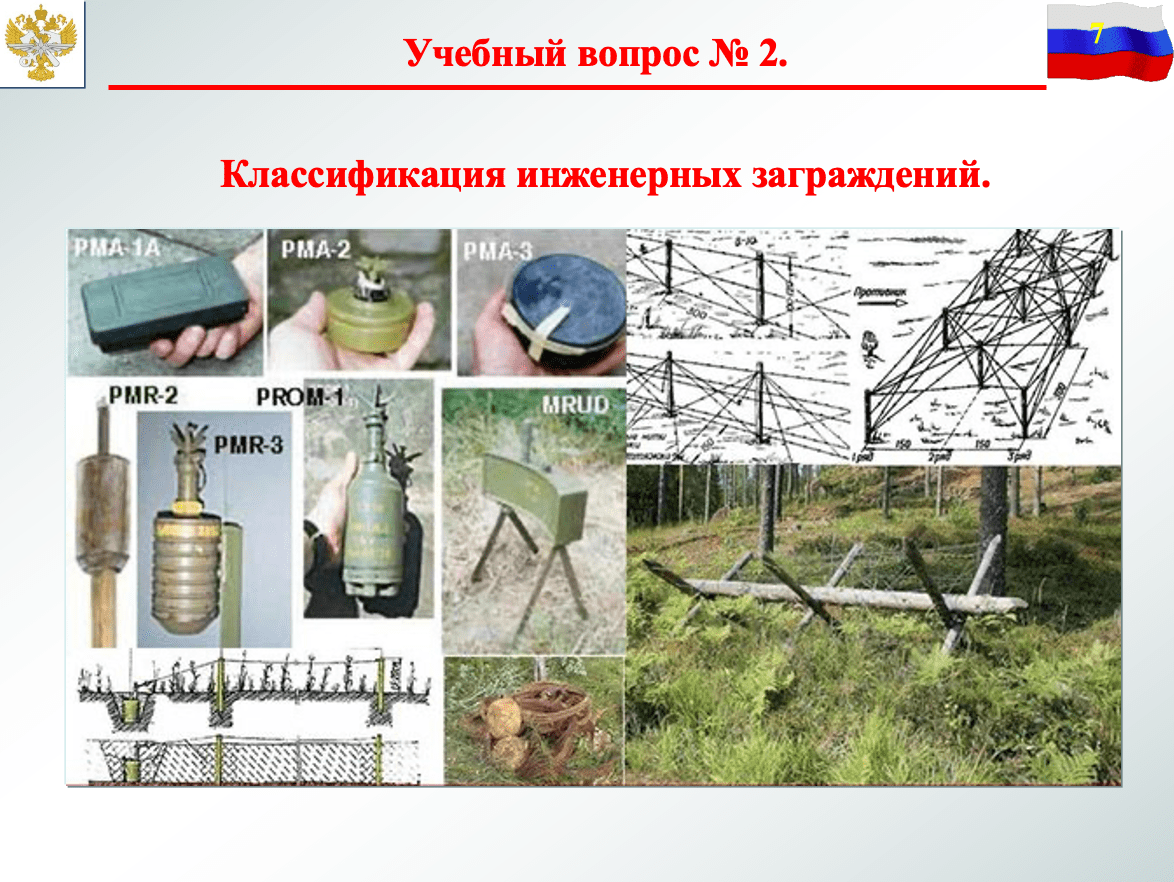 7
Учебный вопрос № 2.
Классификация инженерных заграждений.
PMA-1A
PMA-2
PMA-3
Противник
PMR-2
PROM-1
PMR-3
MRUD
150
150
1 ряд
2 ряд
3 ряд